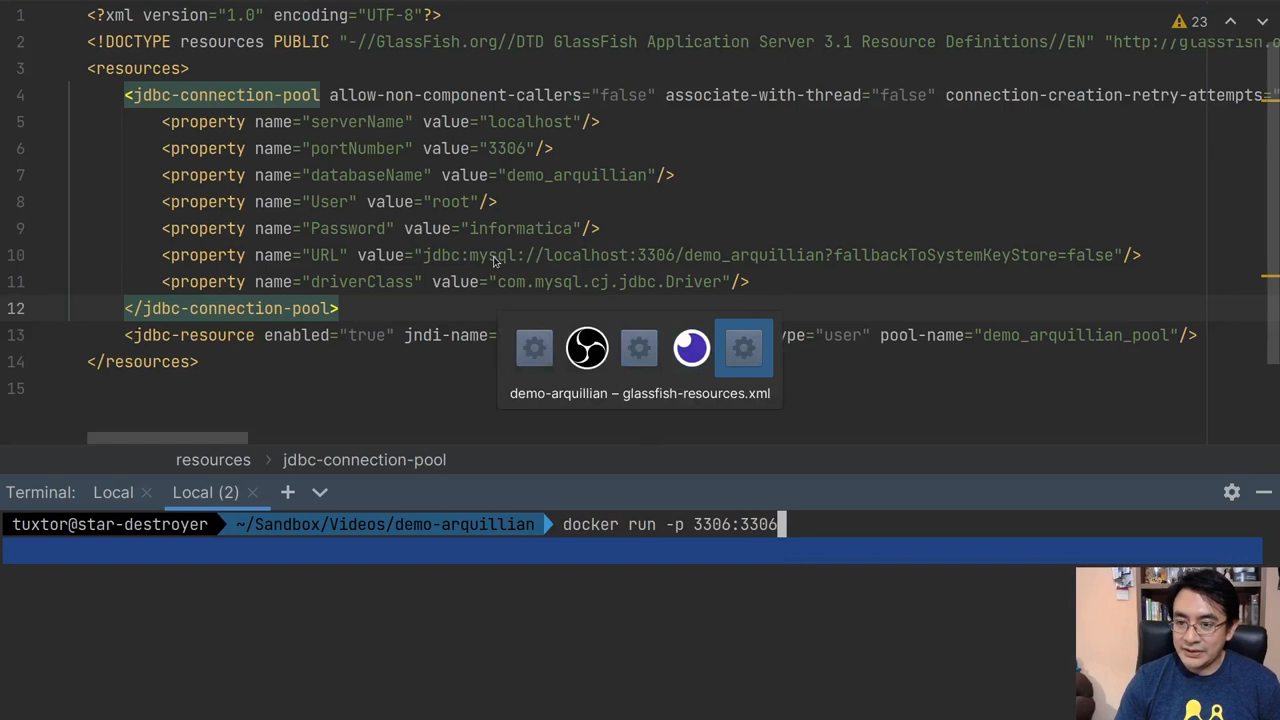 1 <?xml version="1.0" encoding="UTF-8"?>
23
2 <!DOCTYPE resources PUBLIC "-//GlassFish.org//DTD GlassFish Application Server 3.1 Resource Definitions//EN" "http://glassfish.o
3 <resources>
4 <jdbc-connection-pool allow-non-component-callers="false" associate-with-thread="false" connection-creation-retry-attempts="
5 <property name="serverName" value="localhost"/>
6 <property name="portNumber" value="3306"/>
7 <property name="databaseName" value="demo_arquillian"/>
8 <property name="User" value="root"/>
9 <property name="Password" value="informatica"/>
10 <property name="URL" value="jdbc:mysql://localhost:3306/demo_arquillian?fallbackToSystemKeyStore=false"/>
11 <property name="driverClass" value="com.mysql.cj.jdbc.Driver"/>
12 </jdbc-connection-pool>
13 <jdbc-resource enabled="true" jndi-name= ype="user" pool-name="demo_arquillian_pool"/>
14 </resources>
15
demo-arquillian – glassfish-resources.xml
resources > jdbc-connection-pool
Terminal: Local × Local (2) × +
tuxtor@star-destroyer ~/Sandbox/Videos/demo-arquillian docker run -p 3306:3306